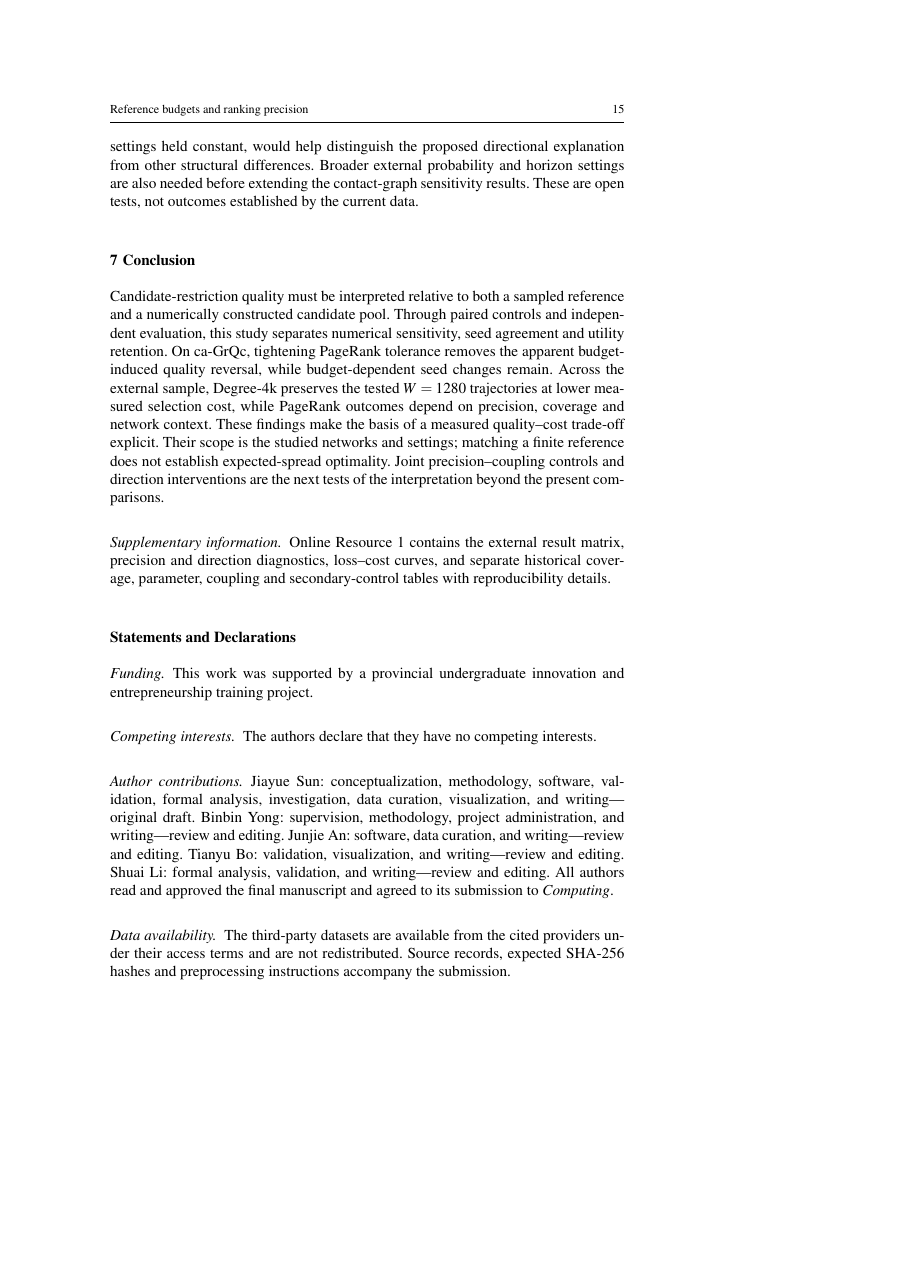 Reference budgets and ranking precision 15
settings held constant, would help distinguish the proposed directional explanation
from other structural differences. Broader external probability and horizon settings
are also needed before extending the contact-graph sensitivity results. These are open
tests, not outcomes established by the current data.
7 Conclusion
Candidate-restriction quality must be interpreted relative to both a sampled reference
and a numerically constructed candidate pool. Through paired controls and indepen-
dent evaluation, this study separates numerical sensitivity, seed agreement and utility
retention. On ca-GrQc, tightening PageRank tolerance removes the apparent budget-
induced quality reversal, while budget-dependent seed changes remain. Across the
external sample, Degree-4k preserves the tested W = 1280 trajectories at lower mea-
sured selection cost, while PageRank outcomes depend on precision, coverage and
network context. These findings make the basis of a measured quality–cost trade-off
explicit. Their scope is the studied networks and settings; matching a finite reference
does not establish expected-spread optimality. Joint precision–coupling controls and
direction interventions are the next tests of the interpretation beyond the present com-
parisons.
Supplementary information. Online Resource 1 contains the external result matrix,
precision and direction diagnostics, loss–cost curves, and separate historical cover-
age, parameter, coupling and secondary-control tables with reproducibility details.
Statements and Declarations
Funding. This work was supported by a provincial undergraduate innovation and
entrepreneurship training project.
Competing interests. The authors declare that they have no competing interests.
Author contributions. Jiayue Sun: conceptualization, methodology, software, val-
idation, formal analysis, investigation, data curation, visualization, and writing—
original draft. Binbin Yong: supervision, methodology, project administration, and
writing—review and editing. Junjie An: software, data curation, and writing—review
and editing. Tianyu Bo: validation, visualization, and writing—review and editing.
Shuai Li: formal analysis, validation, and writing—review and editing. All authors
read and approved the final manuscript and agreed to its submission to Computing.
Data availability. The third-party datasets are available from the cited providers un-
der their access terms and are not redistributed. Source records, expected SHA-256
hashes and preprocessing instructions accompany the submission.